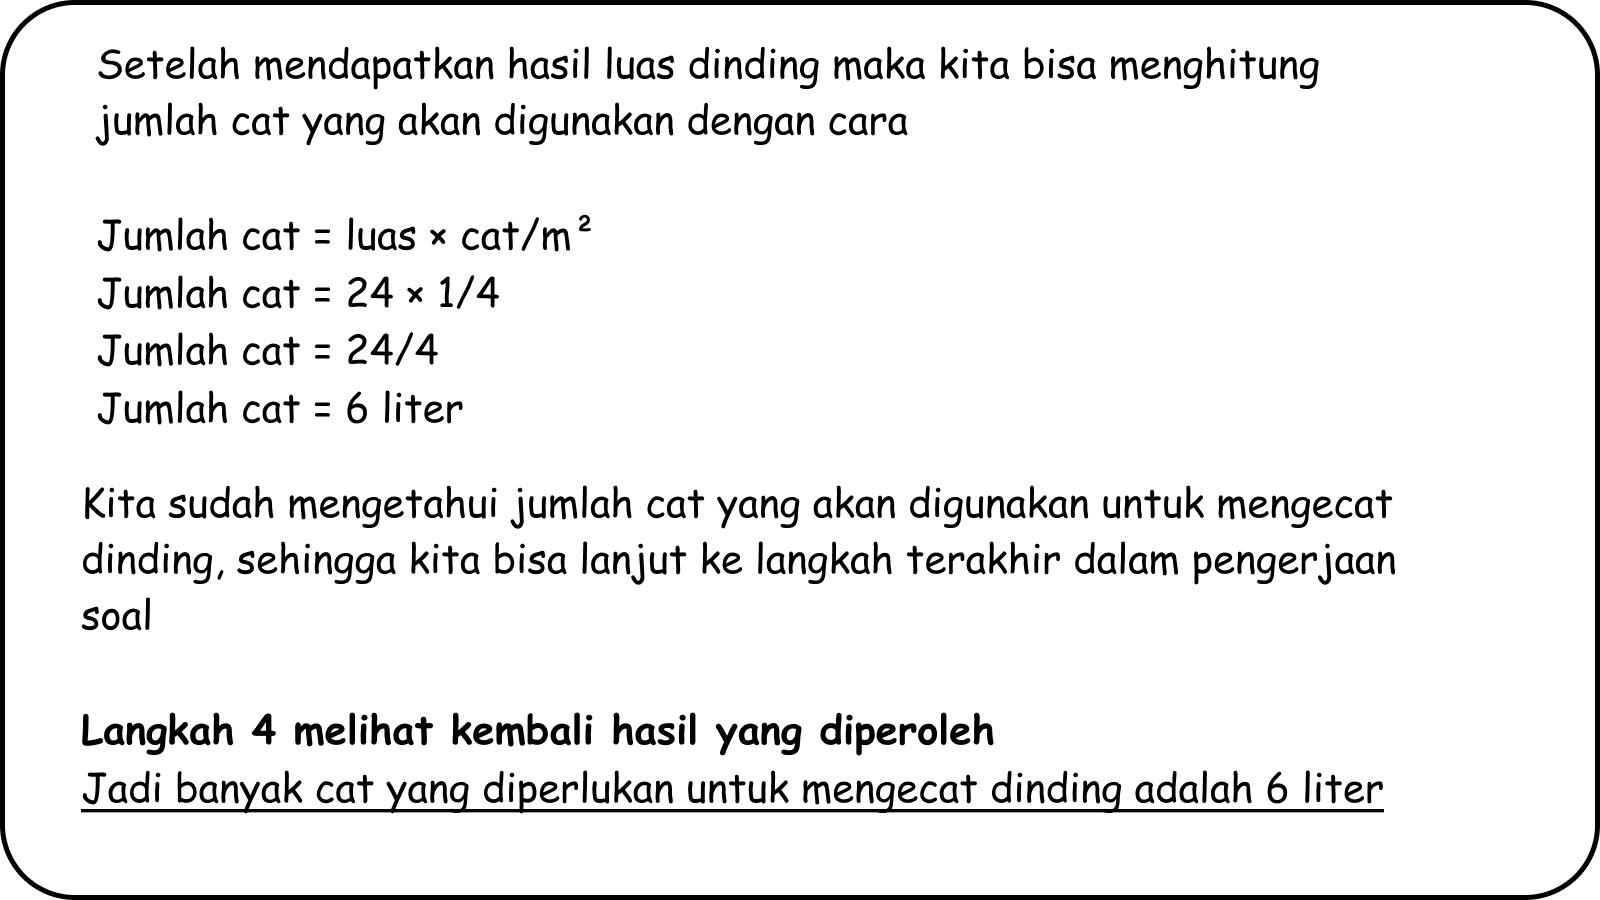 Setelah mendapatkan hasil luas dinding maka kita bisa menghitung
jumlah cat yang akan digunakan dengan cara
Jumlah cat = luas × cat/m²
Jumlah cat = 24 × 1/4
Jumlah cat = 24/4
Jumlah cat = 6 liter
Kita sudah mengetahui jumlah cat yang akan digunakan untuk mengecat
dinding, sehingga kita bisa lanjut ke langkah terakhir dalam pengerjaan
soal
Langkah 4 melihat kembali hasil yang diperoleh
Jadi banyak cat yang diperlukan untuk mengecat dinding adalah 6 liter